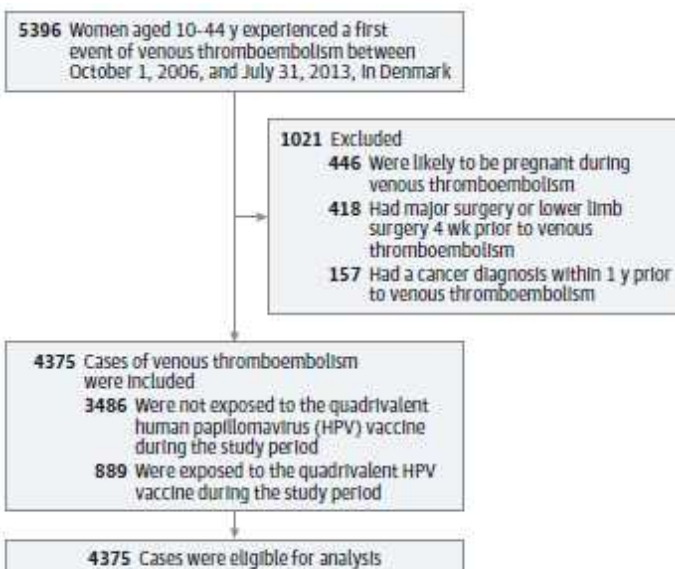 5396 Women aged 10-44 y experienced a first
event of venous thromboembolism between
October 1, 2006, and July 31, 2013, in Denmark
1021 Excluded
446 Were likely to be pregnant during
venous thromboembolism
418 Had major surgery or lower limb
surgery 4 wk prior to venous
thromboembolism
157 Had a cancer diagnosis within 1 y prior
to venous thromboembolism
4375 Cases of venous thromboembolism
were included
3486 Were not exposed to the quadrivalent
human papillomavirus (HPV) vaccine
during the study period
889 Were exposed to the quadrivalent HPV
vaccine during the study period
4375 Cases were eligible for analysis